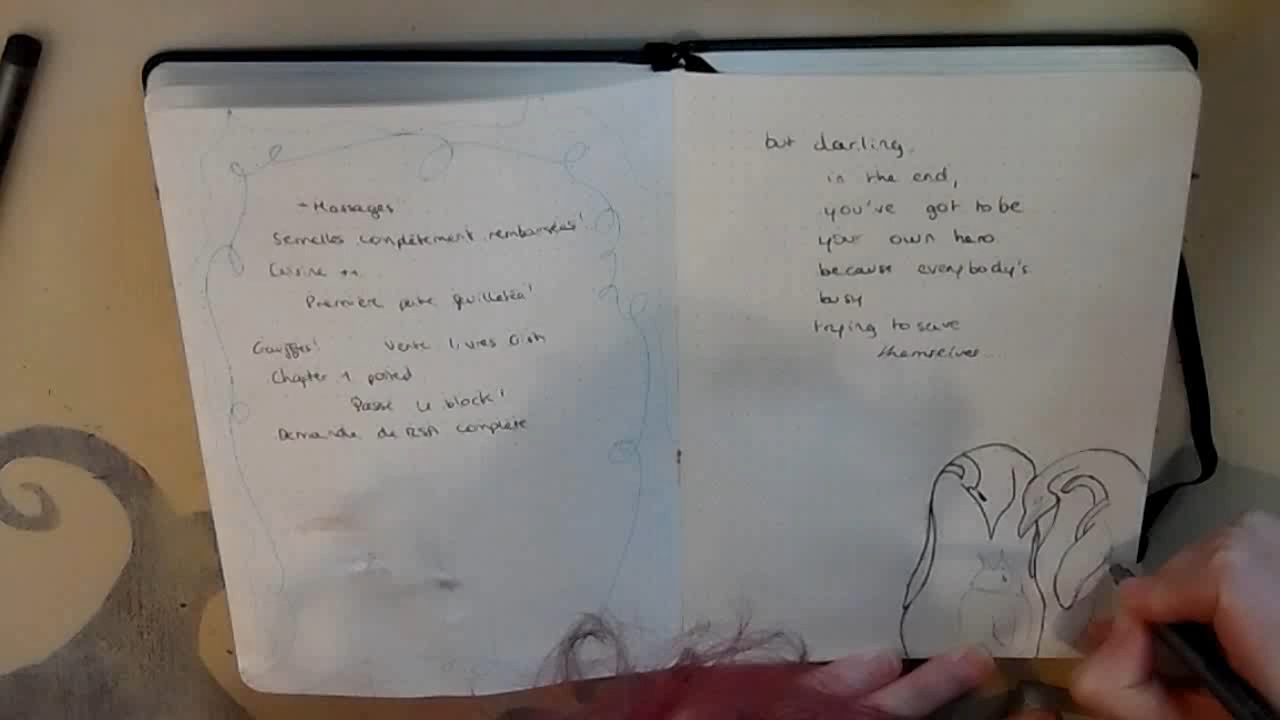 - Massages
Semelles complètement remboursées!
Cuisine ++
Première pâte feuilletée!
Gauffres!
Vente livres
Chapter 1 posted
Passé le block!
Demande de RSA complète
but darling,
in the end,
you've got to be
your own hero
because everybody's
busy
trying to save
themselves